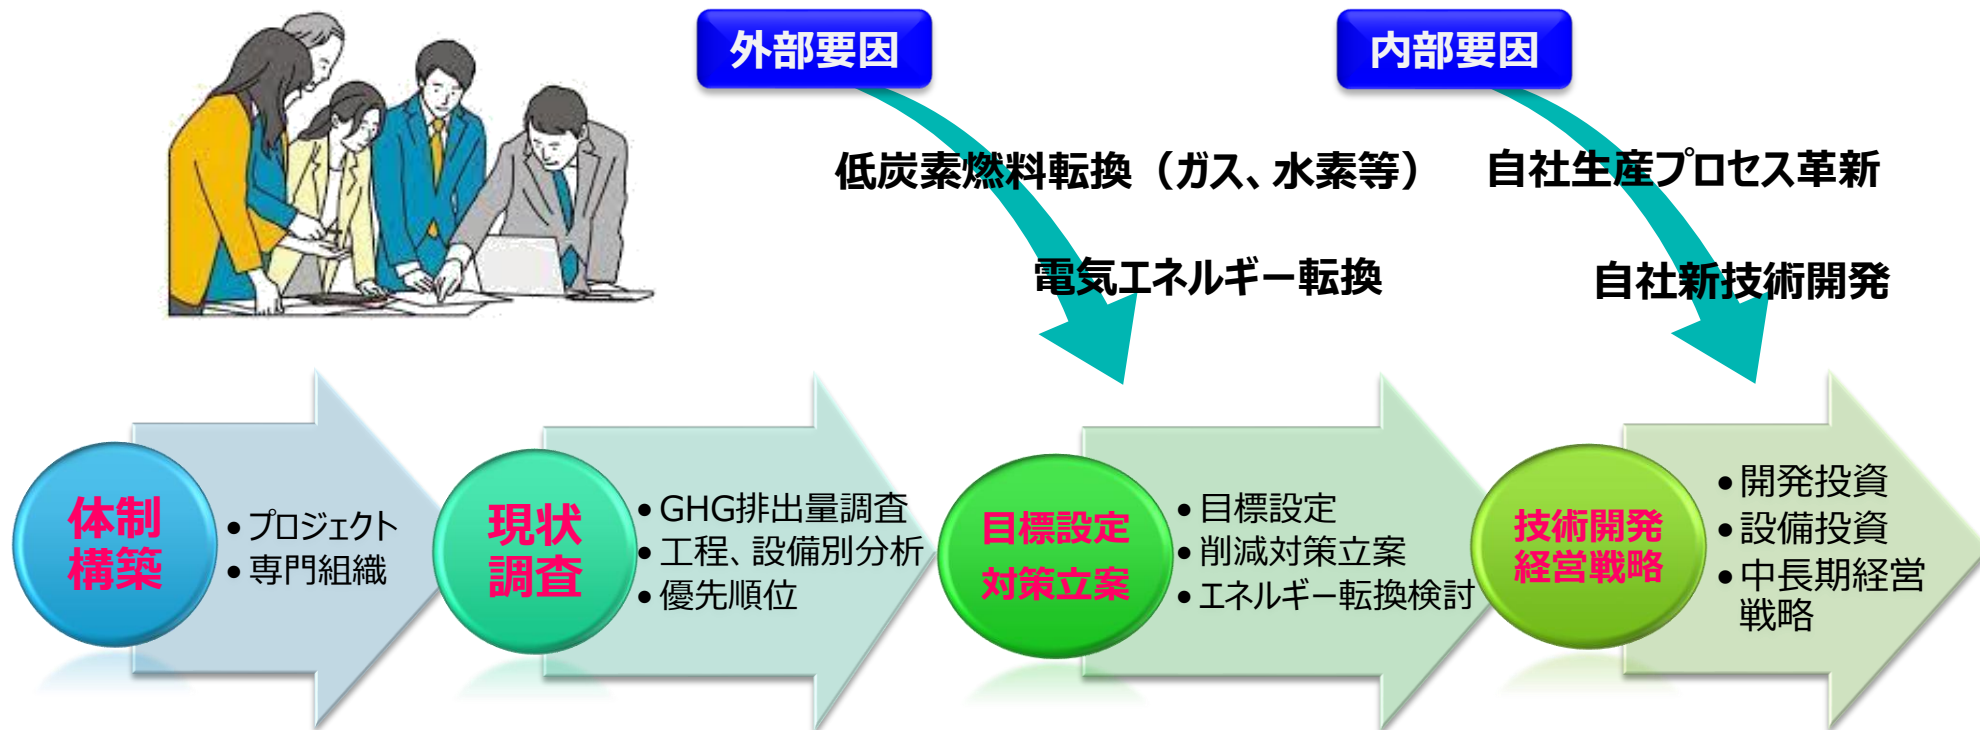 外部要因
内部要因
低炭素燃料転換（ガス、水素等）
自社生産プロセス革新
電気エネルギー転換
自社新技術開発
体制
構築
•プロジェクト
•専門組織
現状
調査
•GHG排出量調査
•工程、設備別分析
•優先順位
目標設定
対策立案
•目標設定
•削減対策立案
•エネルギー転換検討
技術開発
経営戦略
•開発投資
•設備投資
•中長期経営
戦略